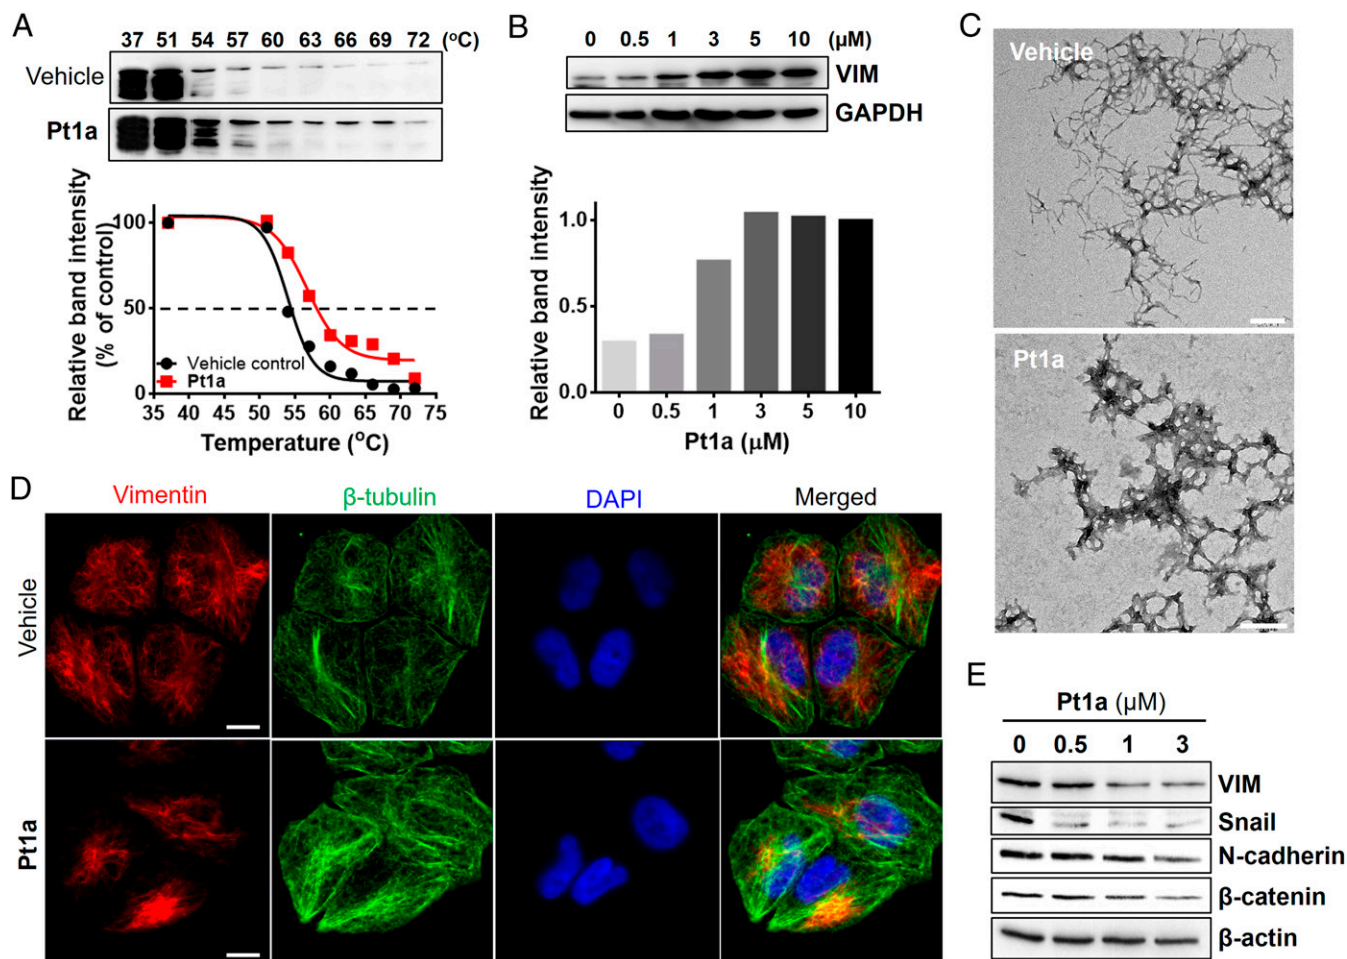 A
37 51 54 57 60 63 66 69 72 (°C)
Vehicle
Pt1a
Relative band intensity
(% of control)
100
50
0
Vehicle control
Pt1a
35 40 45 50 55 60 65 70 75
Temperature (°C)
B
0 0.5 1 3 5 10 (μM)
VIM
GAPDH
Relative band intensity
1.0
0.5
0.0
0 0.5 1 3 5 10
Pt1a (μM)
C
Vehicle
Pt1a
D
Vimentin β-tubulin DAPI Merged
Vehicle
Pt1a
E
Pt1a (μM)
0 0.5 1 3
VIM
Snail
N-cadherin
β-catenin
β-actin